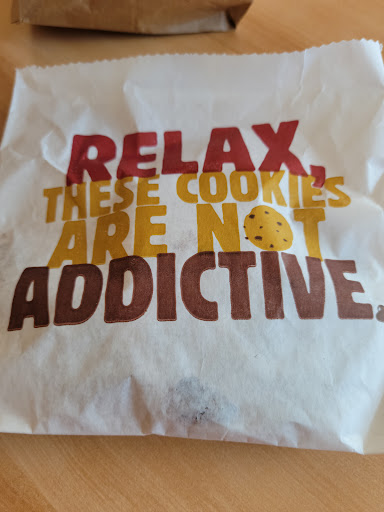 RELAX,
THESE COOKIES
ARE NOT
ADDICTIVE.